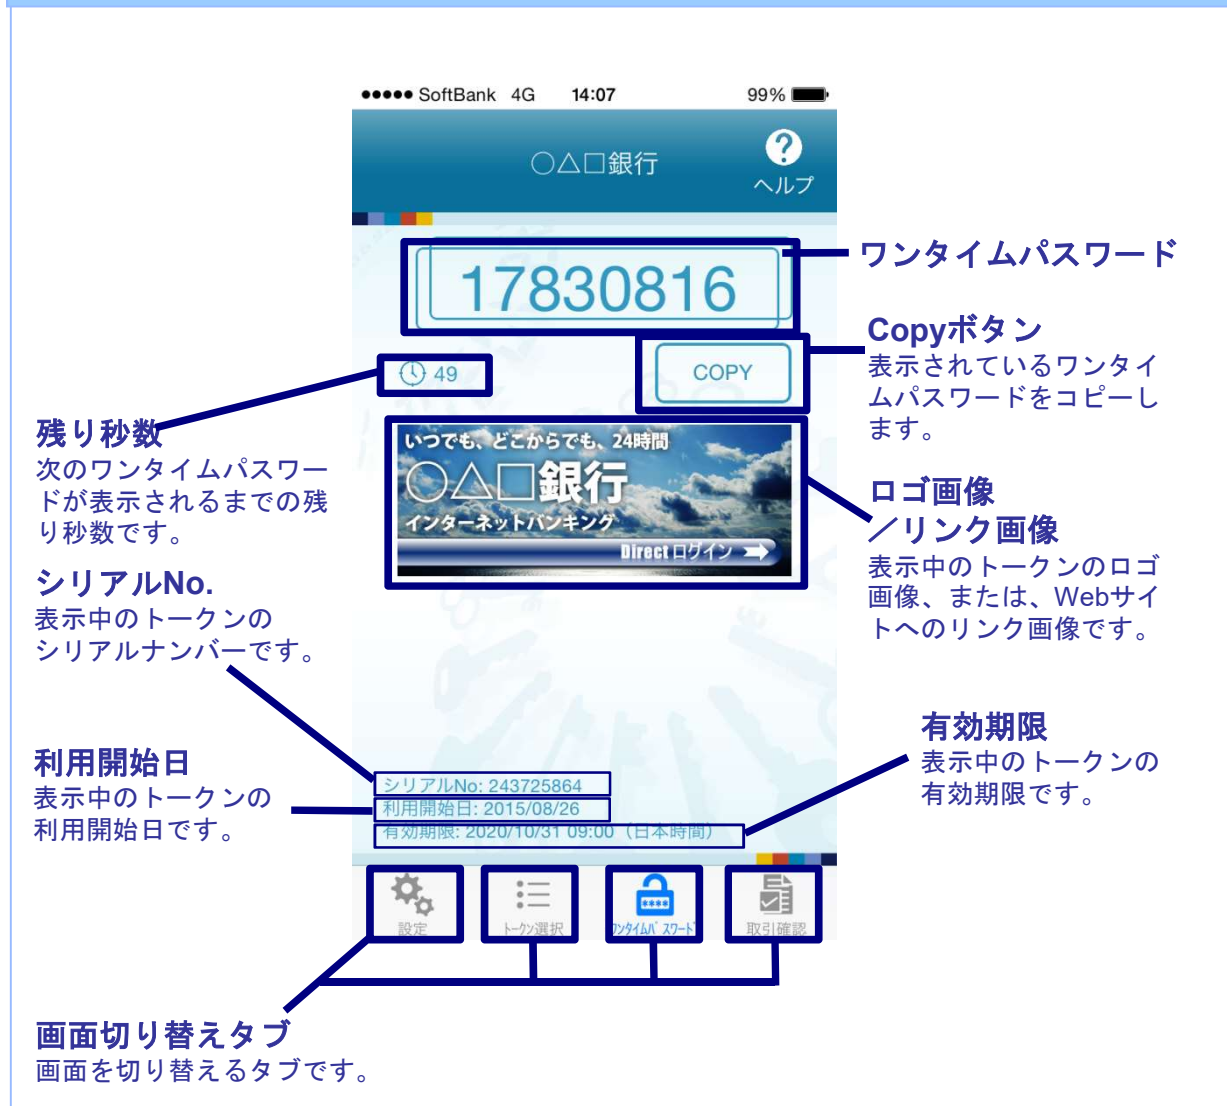 ●●●●● SoftBank 4G 14:07 99%
○△□銀行
?
ヘルプ
17830816
ワンタイムパスワード
49
COPY
Copyボタン
表示されているワンタイ
ムパスワードをコピーし
ます。
残り秒数
次のワンタイムパスワー
ドが表示されるまでの残
り秒数です。
いつでも、どこからでも、24時間
○△□銀行
インターネットバンキング
Direct ログイン
ロゴ画像
／リンク画像
表示中のトークンのロゴ
画像、または、Webサイ
トへのリンク画像です。
シリアルNo.
表示中のトークンの
シリアルナンバーです。
利用開始日
表示中のトークンの
利用開始日です。
シリアルNo: 243725864
利用開始日: 2015/08/26
有効期限: 2020/10/31 09:00（日本時間）
有効期限
表示中のトークンの
有効期限です。
設定
トークン選択
****
ワンタイムパスワード
取引確認
画面切り替えタブ
画面を切り替えるタブです。